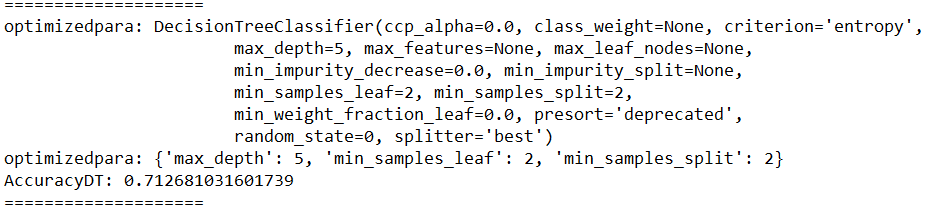 ====================
optimizedpara: DecisionTreeClassifier(ccp_alpha=0.0, class_weight=None, criterion='entropy',
                       max_depth=5, max_features=None, max_leaf_nodes=None,
                       min_impurity_decrease=0.0, min_impurity_split=None,
                       min_samples_leaf=2, min_samples_split=2,
                       min_weight_fraction_leaf=0.0, presort='deprecated',
                       random_state=0, splitter='best')
optimizedpara: {'max_depth': 5, 'min_samples_leaf': 2, 'min_samples_split': 2}
AccuracyDT: 0.712681031601739
====================